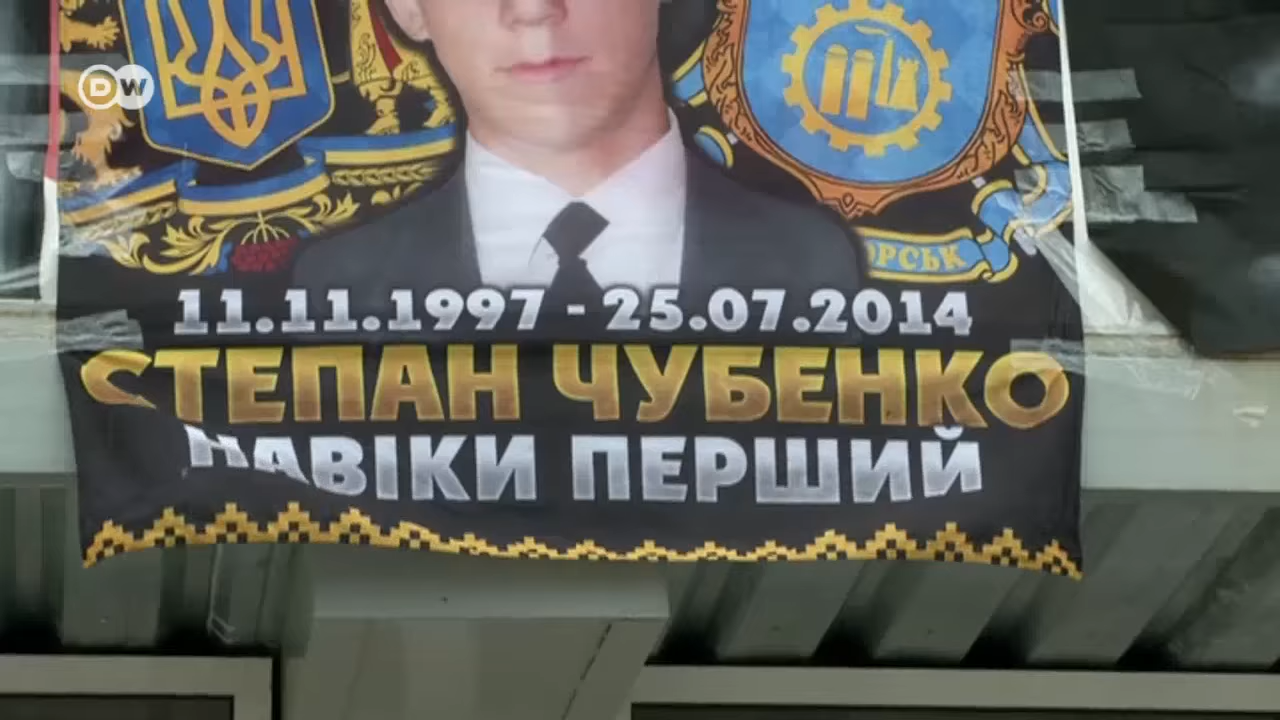 DW
ОРСЬК
11.11.1997 - 25.07.2014
СТЕПАН ЧУБЕНКО
НАВІКИ ПЕРШИЙ